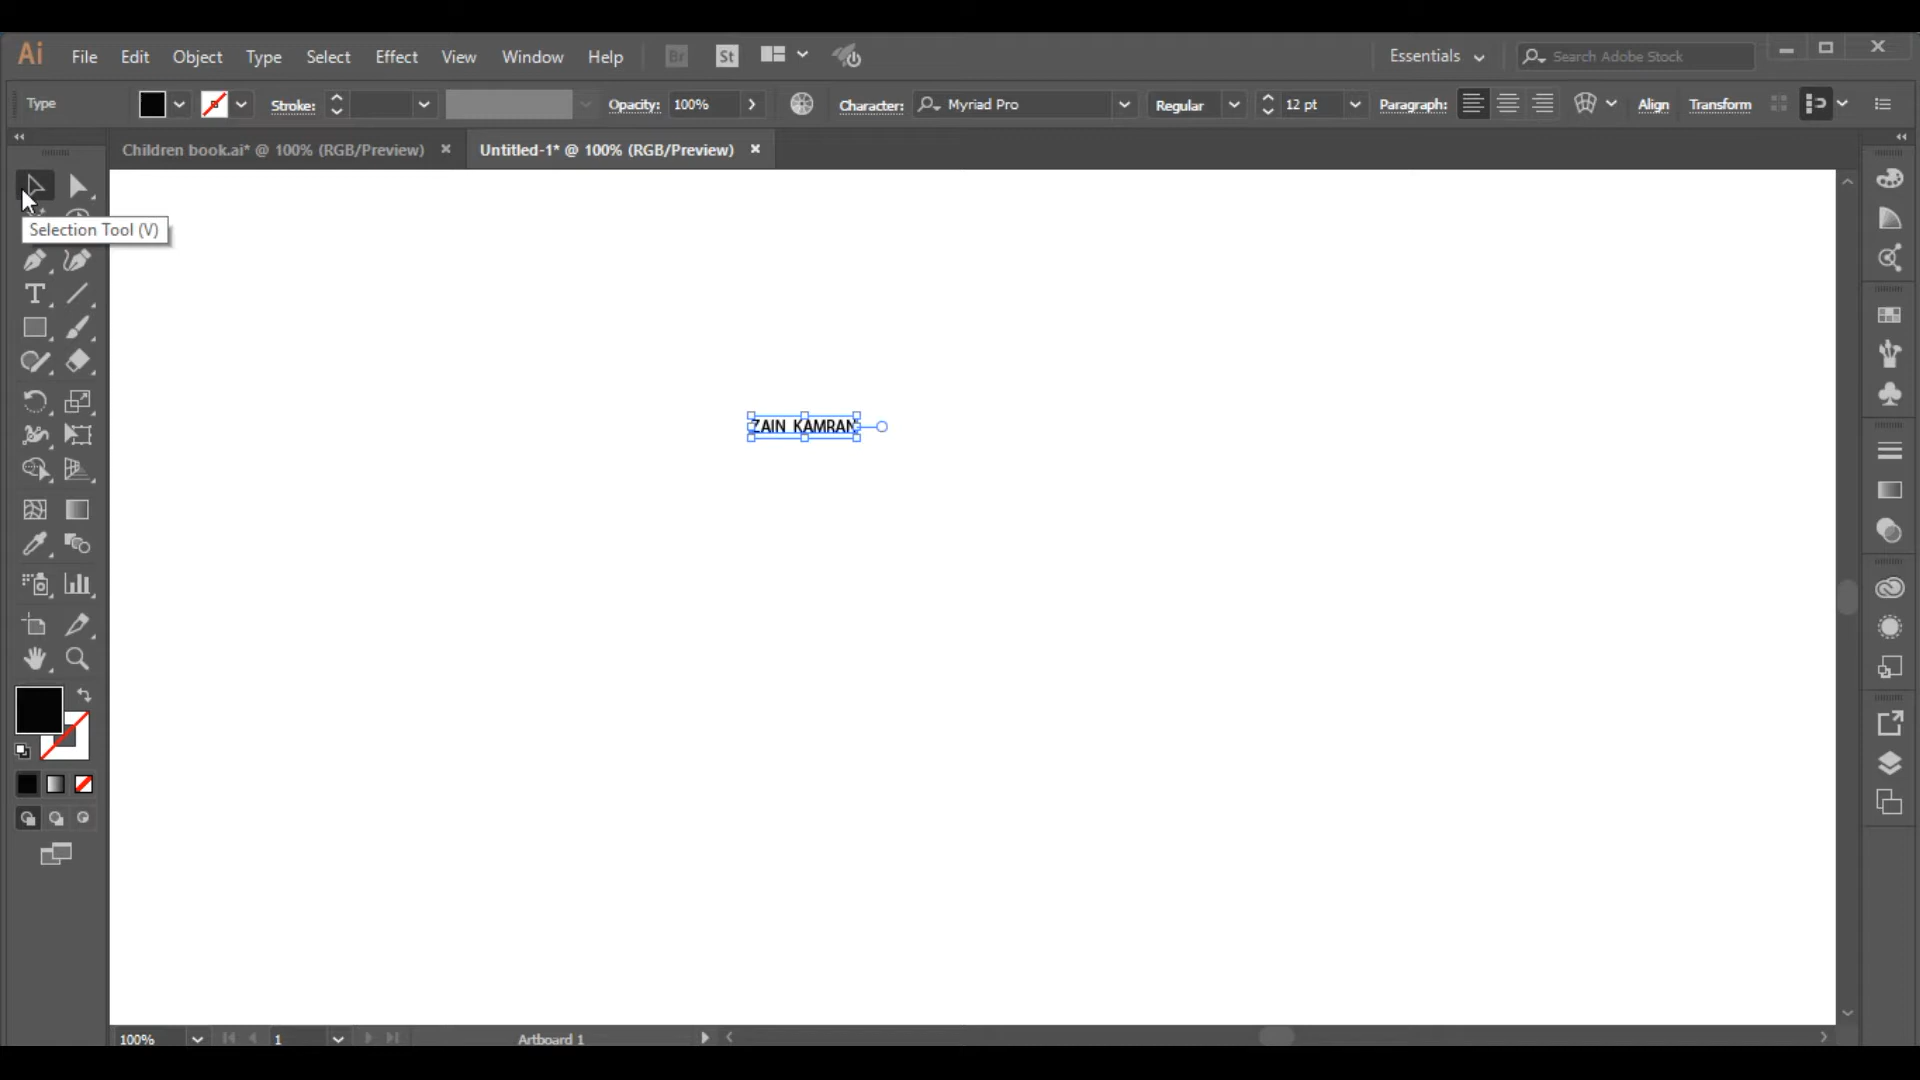 Ai File Edit Object Type Select Effect View Window Help Br St Essentials Search Adobe Stock
Type Stroke: Opacity: 100% Character: Myriad Pro Regular 12 pt Paragraph: Align Transform
Children book.ai* @ 100% (RGB/Preview) Untitled-1* @ 100% (RGB/Preview)
Selection Tool (V)
T
ZAIN KAMRAN
100% 1 Artboard 1